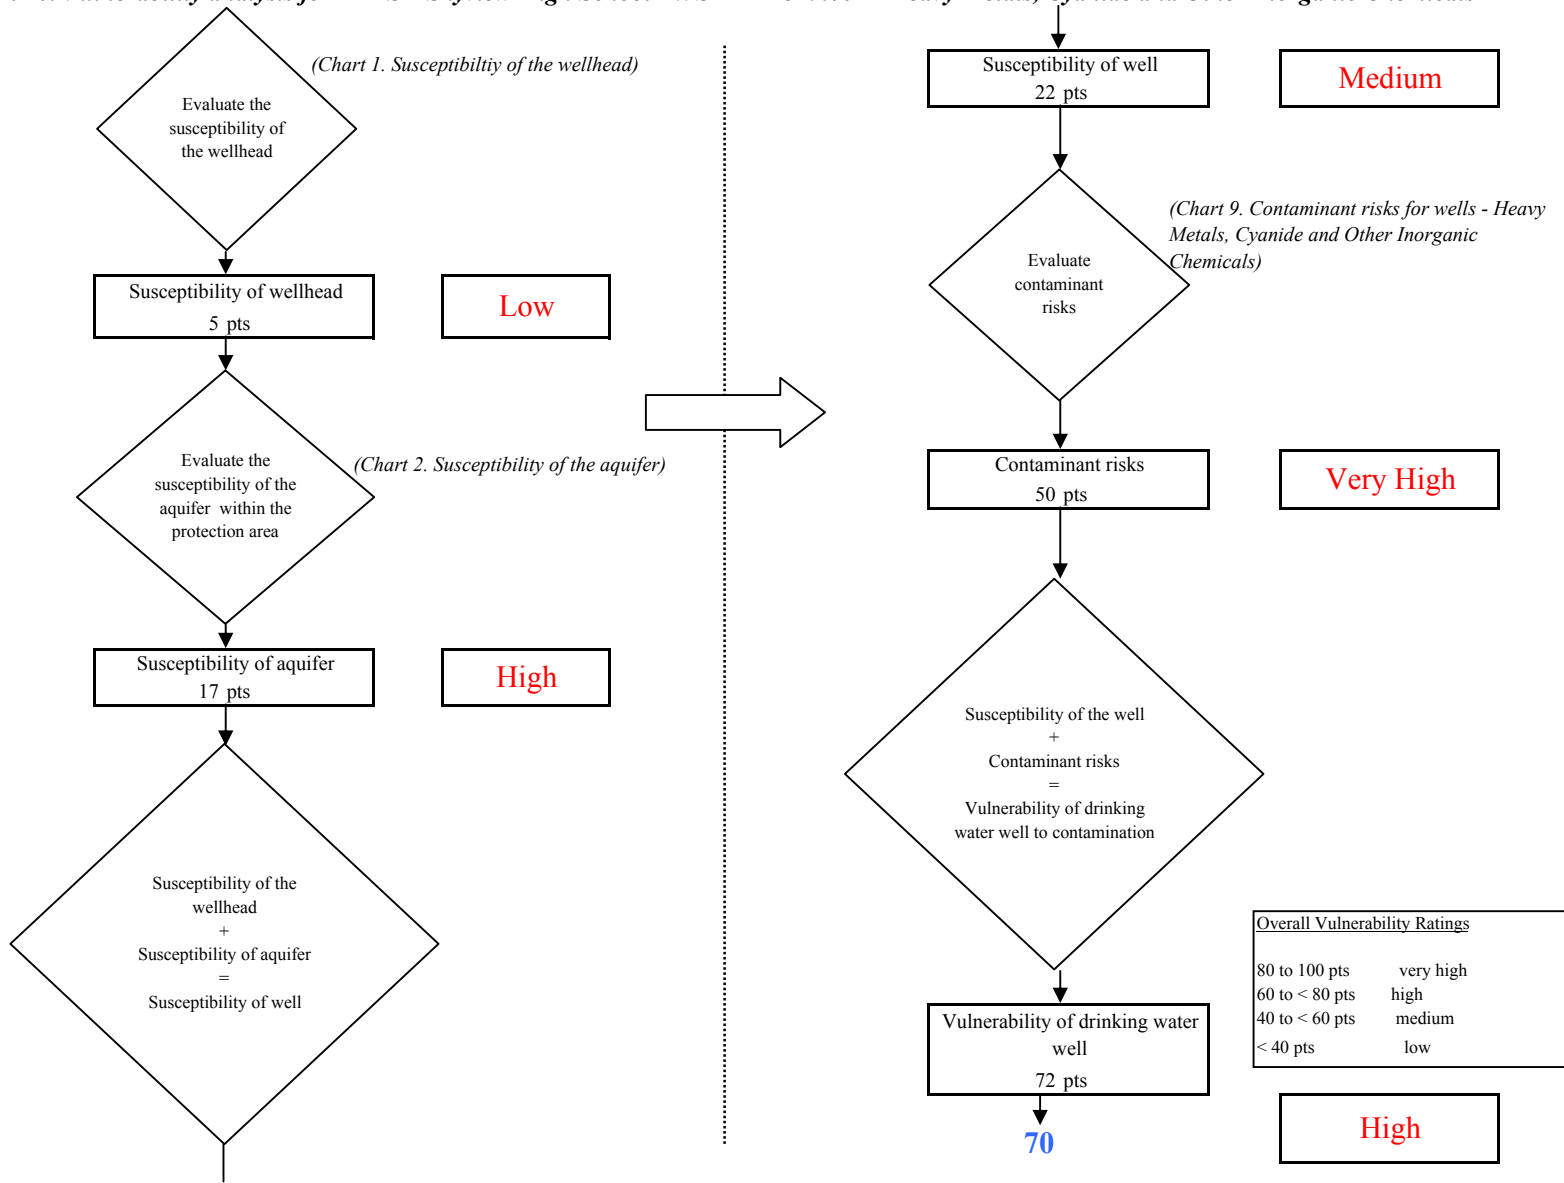 (Chart 1. Susceptibiltiy of the wellhead)
Evaluate the
susceptibility of
the wellhead
Susceptibility of wellhead
5 pts
Low
Evaluate the
susceptibility of the
aquifer within the
protection area
(Chart 2. Susceptibility of the aquifer)
Susceptibility of aquifer
17 pts
High
Susceptibility of the
wellhead
+
Susceptibility of aquifer
=
Susceptibility of well
Susceptibility of well
22 pts
Medium
(Chart 9. Contaminant risks for wells - Heavy
Metals, Cyanide and Other Inorganic
Chemicals)
Evaluate
contaminant
risks
Contaminant risks
50 pts
Very High
Susceptibility of the well
+
Contaminant risks
=
Vulnerability of drinking
water well to contamination
Overall Vulnerability Ratings
80 to 100 pts very high
60 to < 80 pts high
40 to < 60 pts medium
< 40 pts low
Vulnerability of drinking water
well
72 pts
70
High